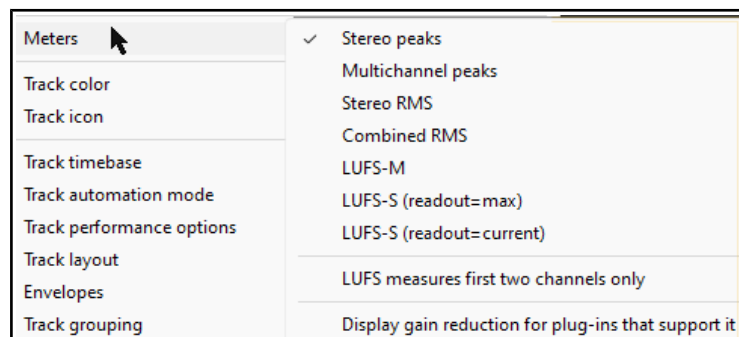 Meters
Track color
Track icon
Track timebase
Track automation mode
Track performance options
Track layout
Envelopes
Track grouping
Stereo peaks
Multichannel peaks
Stereo RMS
Combined RMS
LUFS-M
LUFS-S (readout=max)
LUFS-S (readout=current)
LUFS measures first two channels only
Display gain reduction for plug-ins that support it